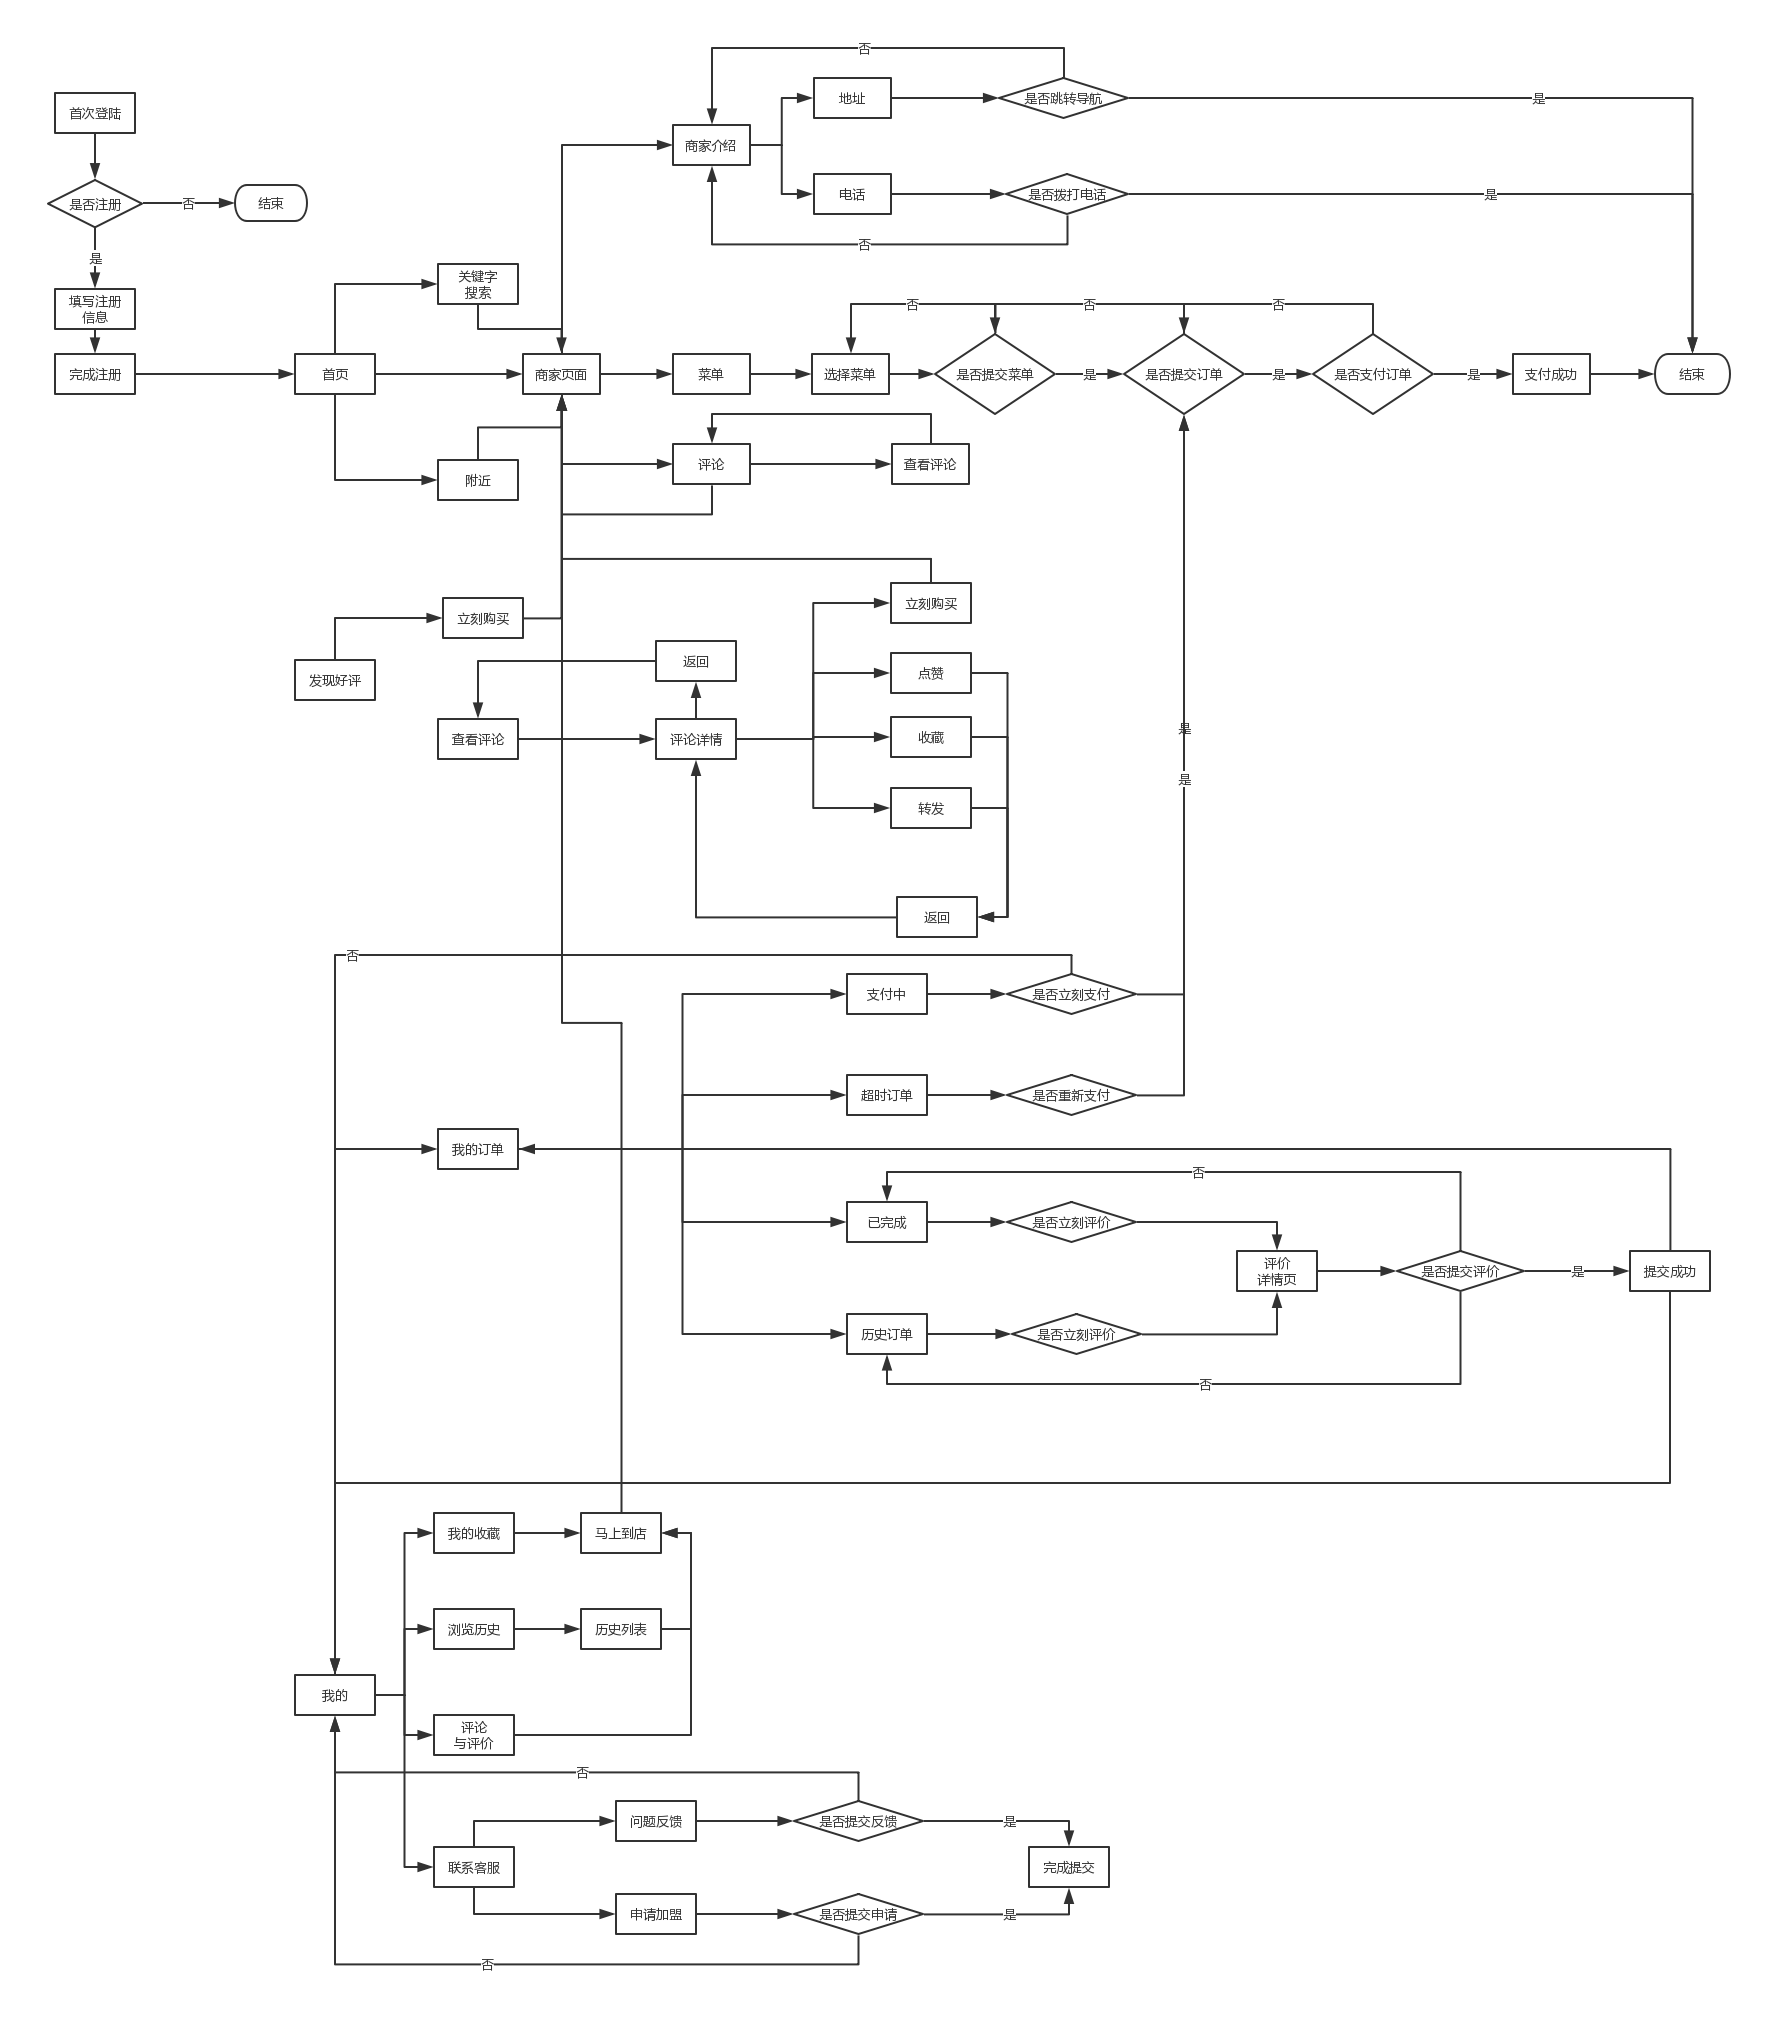 否
首次登陆
地址
是否跳转导航
是
商家介绍
是否注册
否
结束
电话
是否拨打电话
是
否
是
关键字
搜索
填写注册
信息
否
否
否
完成注册
首页
商家页面
菜单
选择菜单
是否提交菜单
是
是否提交订单
是
是否支付订单
是
支付成功
结束
评论
查看评论
附近
立刻购买
立刻购买
返回
点赞
发现好评
查看评论
评论详情
收藏
是
是
转发
返回
否
支付中
是否立刻支付
超时订单
是否重新支付
我的订单
否
已完成
是否立刻评价
评价
详情页
是否提交评价
是
提交成功
历史订单
是否立刻评价
否
我的收藏
马上到店
浏览历史
历史列表
我的
评论
与评价
否
问题反馈
是否提交反馈
是
联系客服
完成提交
申请加盟
是否提交申请
是
否